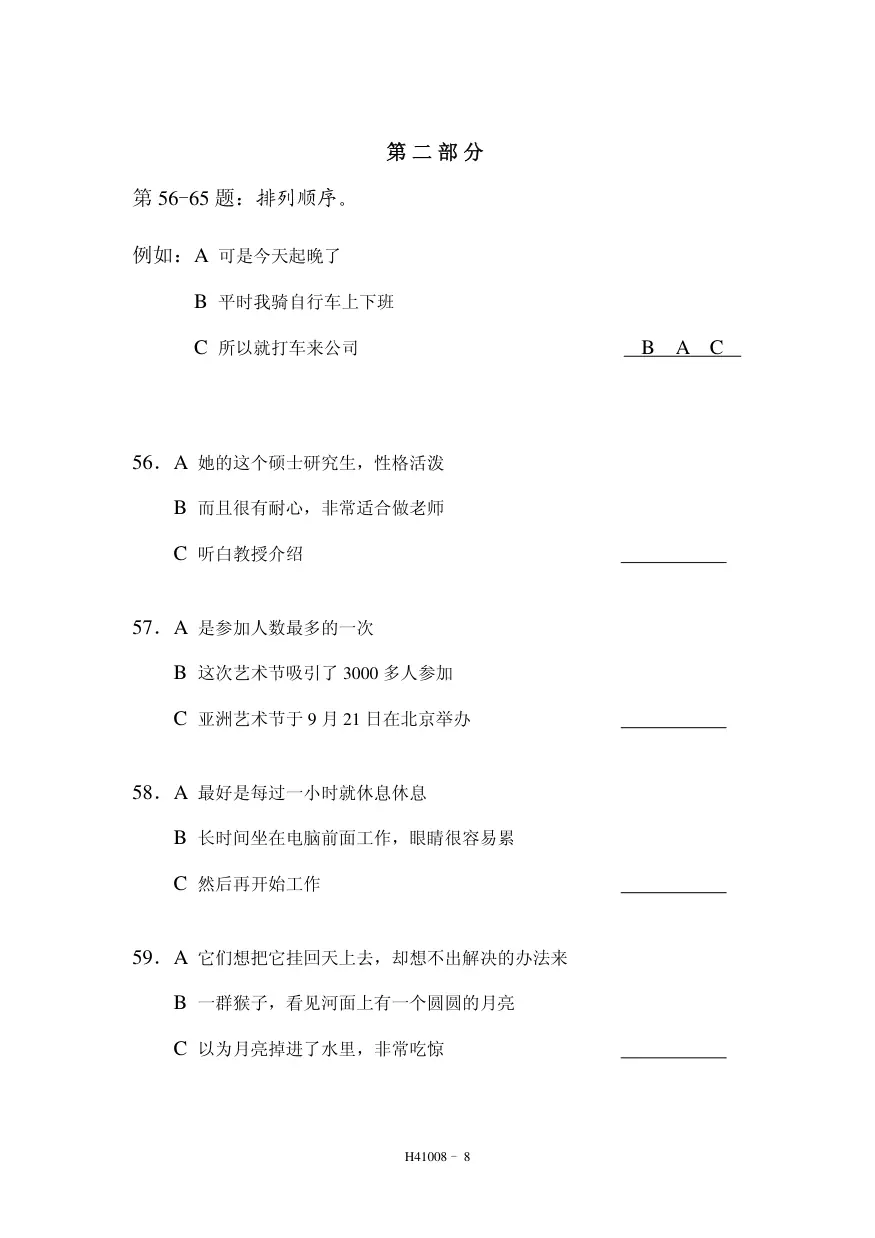 第 二 部 分
第 56-65 题：排列顺序。
例如：A 可是今天起晚了
B 平时我骑自行车上下班
C 所以就打车来公司 B A C
56．A 她的这个硕士研究生，性格活泼
B 而且很有耐心，非常适合做老师
C 听白教授介绍
57．A 是参加人数最多的一次
B 这次艺术节吸引了 3000 多人参加
C 亚洲艺术节于 9 月 21 日在北京举办
58．A 最好是每过一小时就休息休息
B 长时间坐在电脑前面工作，眼睛很容易累
C 然后再开始工作
59．A 它们想把它挂回天上去，却想不出解决的办法来
B 一群猴子，看见河面上有一个圆圆的月亮
C 以为月亮掉进了水里，非常吃惊
H41008 - 8